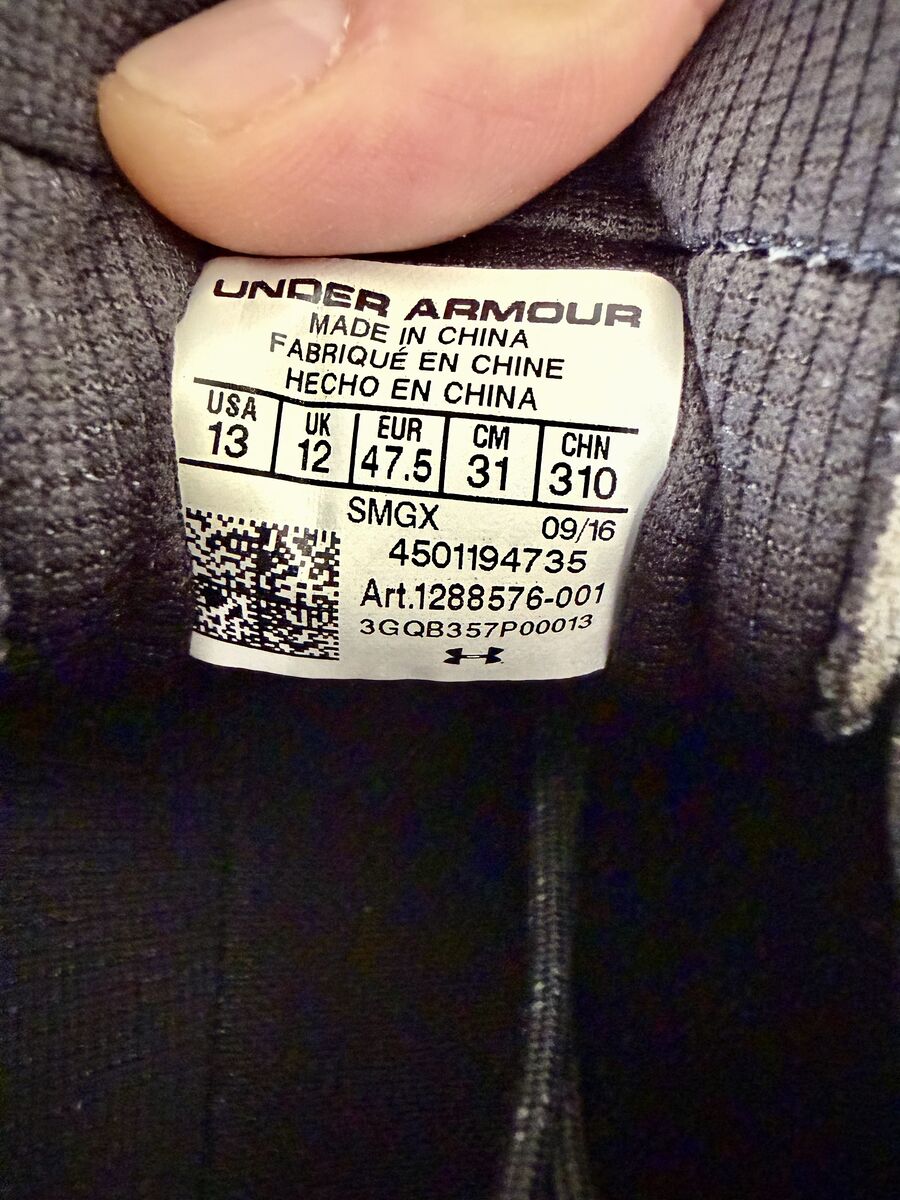 UNDER ARMOUR
MADE IN CHINA
FABRIQUÉ EN CHINE
HECHO EN CHINA
USA UK EUR CM CHN
13 12 47.5 31 310
SMGX 09/16
4501194735
Art.1288576-001
3GQB357P00013